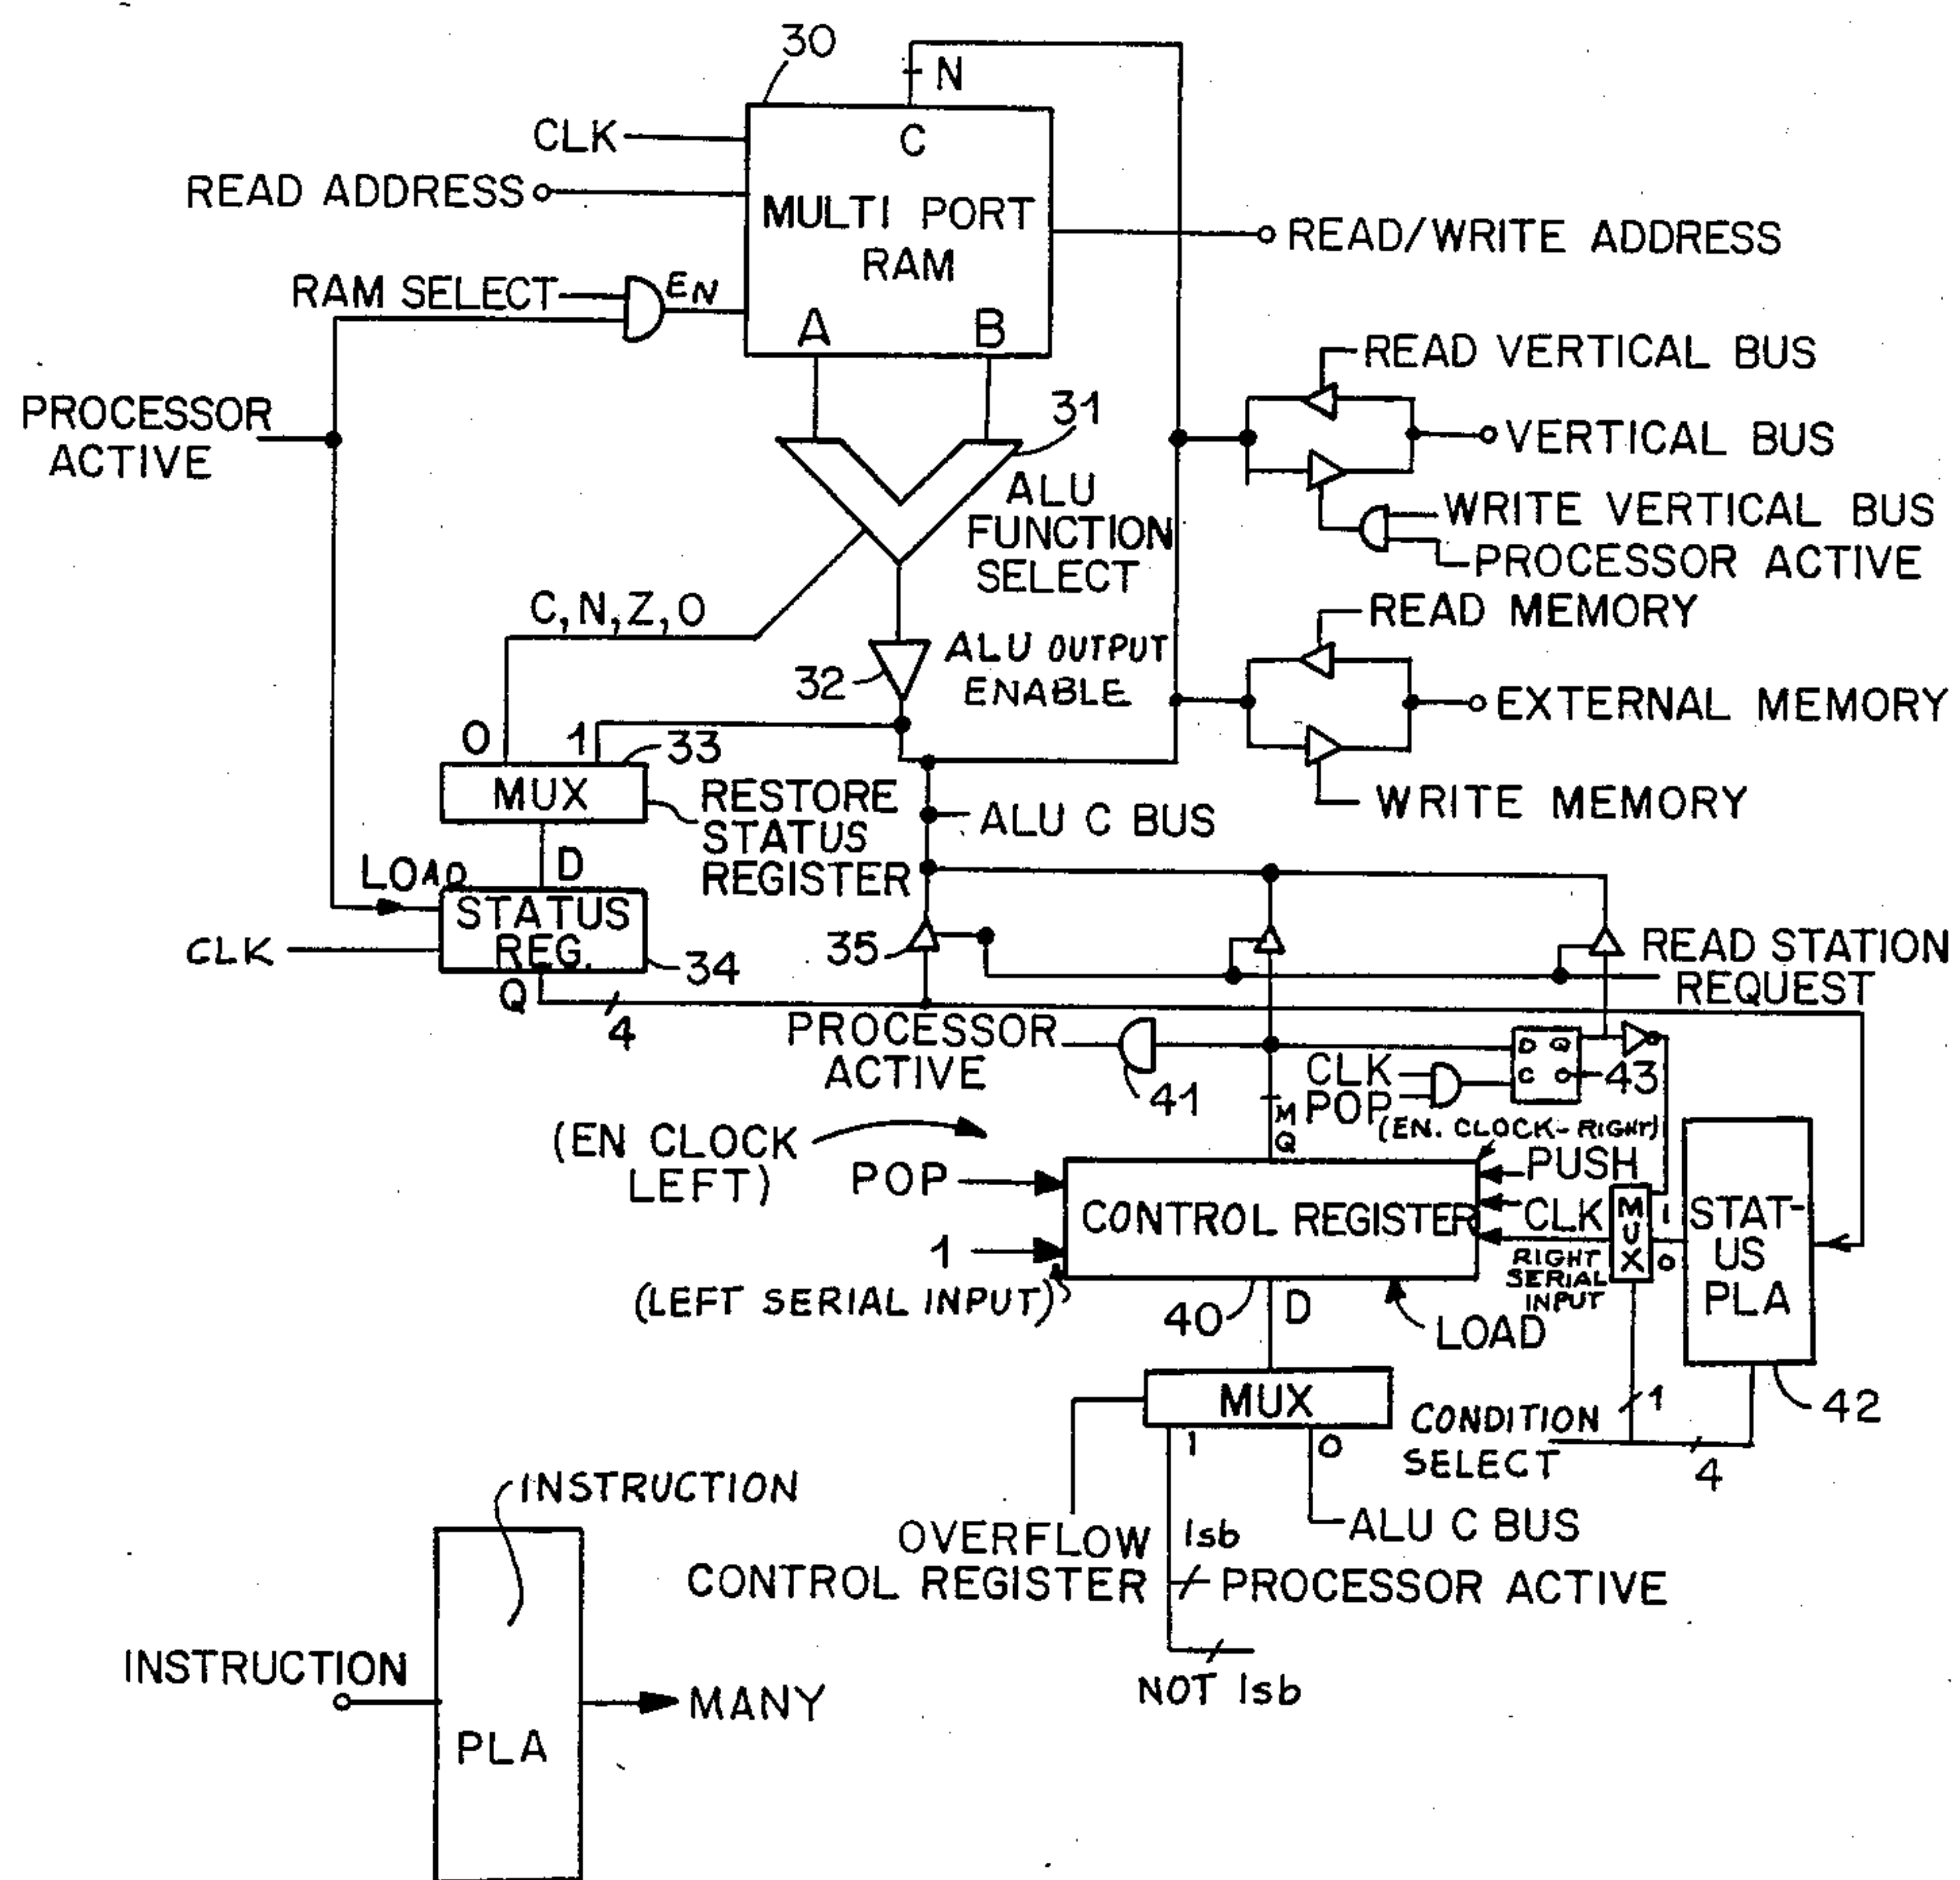 30
N
CLK
C
READ ADDRESS
MULTI PORT
RAM
READ/WRITE ADDRESS
RAM SELECT
EN
A
B
READ VERTICAL BUS
PROCESSOR
ACTIVE
31
VERTICAL BUS
ALU
FUNCTION
SELECT
WRITE VERTICAL BUS
PROCESSOR ACTIVE
C, N, Z, O
READ MEMORY
32
ALU OUTPUT
ENABLE
EXTERNAL MEMORY
0
1
33
MUX
RESTORE
STATUS
REGISTER
WRITE MEMORY
ALU C BUS
LOAD
D
STATUS
REG.
CLK
34
35
READ STATION
REQUEST
Q
4
PROCESSOR
ACTIVE
41
D Q
C
43
CLK
POP
M
Q
(EN. CLOCK-RIGHT)
(EN CLOCK
LEFT)
POP
PUSH
CONTROL REGISTER
CLK
MUX
1
0
STAT-
US
PLA
1
RIGHT
SERIAL
INPUT
(LEFT SERIAL INPUT)
40
D
LOAD
MUX
1
0
CONDITION
SELECT
1
4
42
INSTRUCTION
ALU C BUS
OVERFLOW
CONTROL REGISTER
lsb
PROCESSOR ACTIVE
INSTRUCTION
NOT lsb
MANY
PLA